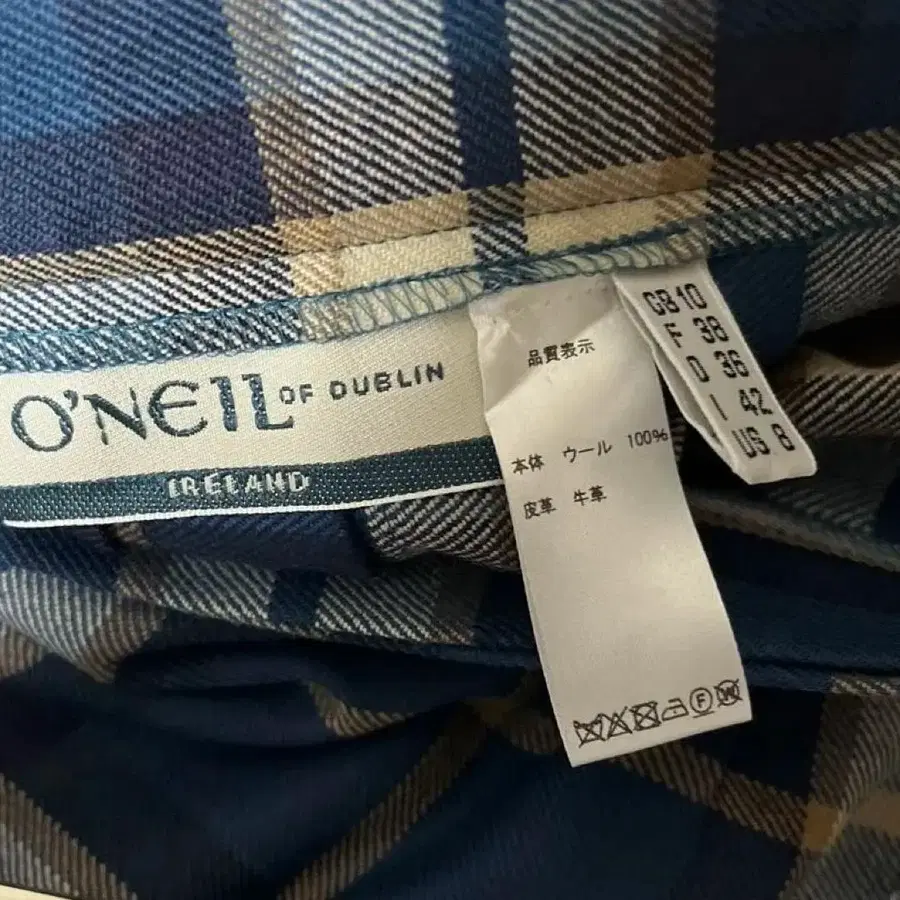 O'NEIL OF DUBLIN
IRELAND
品質表示
本体 ウール 100%
皮革 牛革
F
W
GB 10
F 38
D 36
I 42
US 8